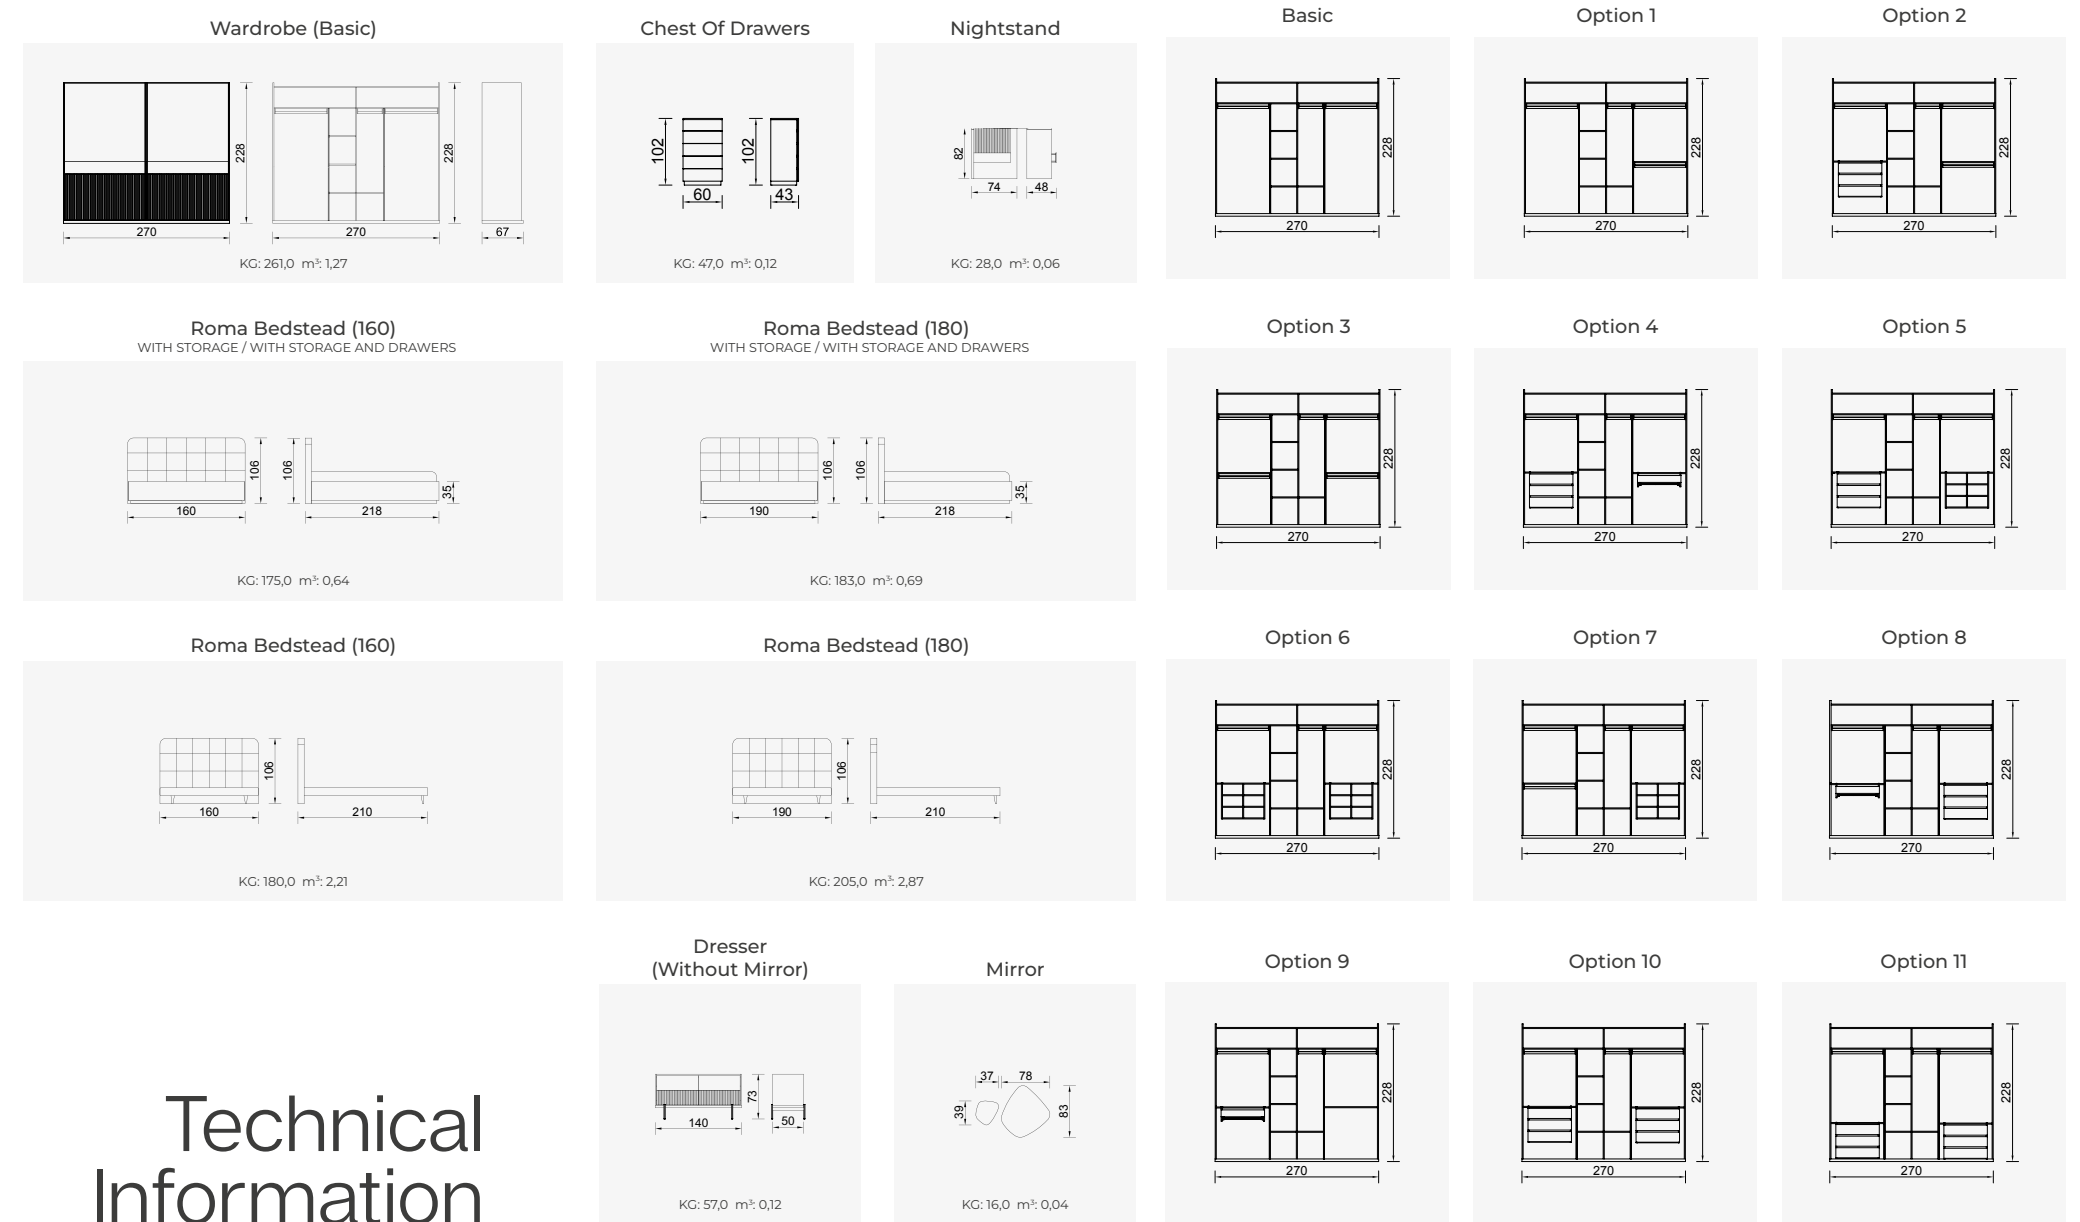 Wardrobe (Basic)
228
270
228
270
67
KG: 261,0 m³: 1,27
Chest Of Drawers
102
60
102
43
KG: 47,0 m³: 0,12
Nightstand
82
74
48
KG: 28,0 m³: 0,06
Basic
228
270
Option 1
228
270
Option 2
228
270
Roma Bedstead (160)
WITH STORAGE / WITH STORAGE AND DRAWERS
106
160
106
35
218
KG: 175,0 m³: 0,64
Roma Bedstead (180)
WITH STORAGE / WITH STORAGE AND DRAWERS
106
190
106
35
218
KG: 183,0 m³: 0,69
Option 3
228
270
Option 4
228
270
Option 5
228
270
Roma Bedstead (160)
106
160
210
KG: 180,0 m³: 2,21
Roma Bedstead (180)
106
190
210
KG: 205,0 m³: 2,87
Option 6
228
270
Option 7
228
270
Option 8
228
270
Technical
Information
Dresser
(Without Mirror)
73
140
50
KG: 57,0 m³: 0,12
Mirror
37
78
39
83
KG: 16,0 m³: 0,04
Option 9
228
270
Option 10
228
270
Option 11
228
270